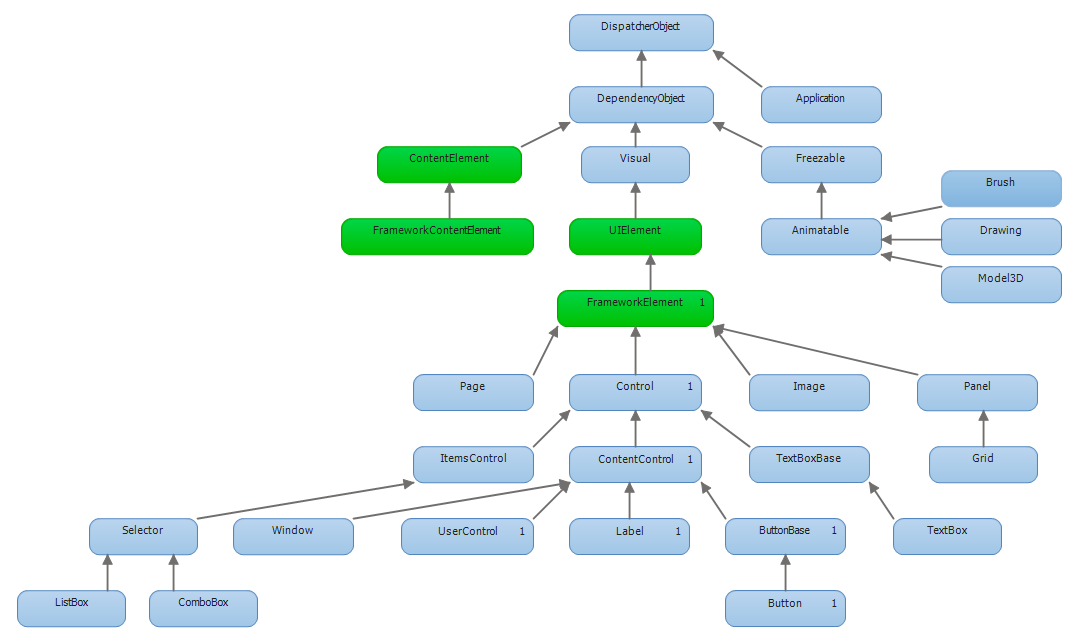 DispatcherObject
DependencyObject
Application
ContentElement
Visual
Freezable
Brush
FrameworkContentElement
UIElement
Animatable
Drawing
Model3D
FrameworkElement 1
Page
Control 1
Image
Panel
ItemsControl
ContentControl 1
TextBoxBase
Grid
Selector
Window
UserControl 1
Label 1
ButtonBase 1
TextBox
ListBox
ComboBox
Button 1